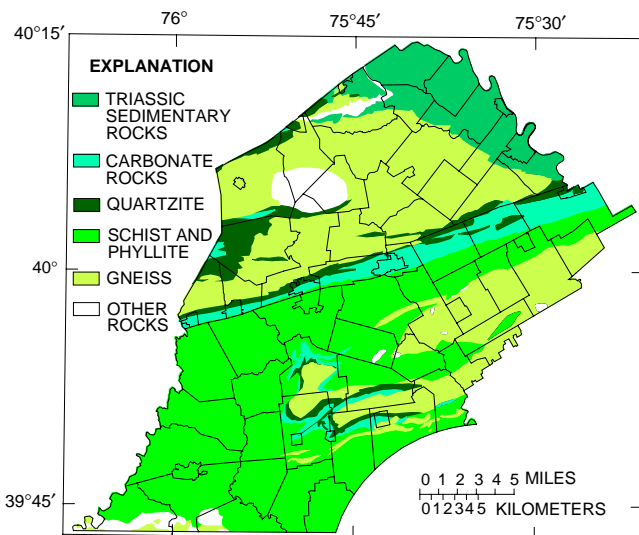 76° 75°45' 75°30'
40°15'
EXPLANATION
TRIASSIC
SEDIMENTARY
ROCKS
CARBONATE
ROCKS
QUARTZITE
SCHIST AND
PHYLLITE
GNEISS
OTHER
ROCKS
40°
39°45'
0 1 2 3 4 5 MILES
0 1 2 3 4 5 KILOMETERS